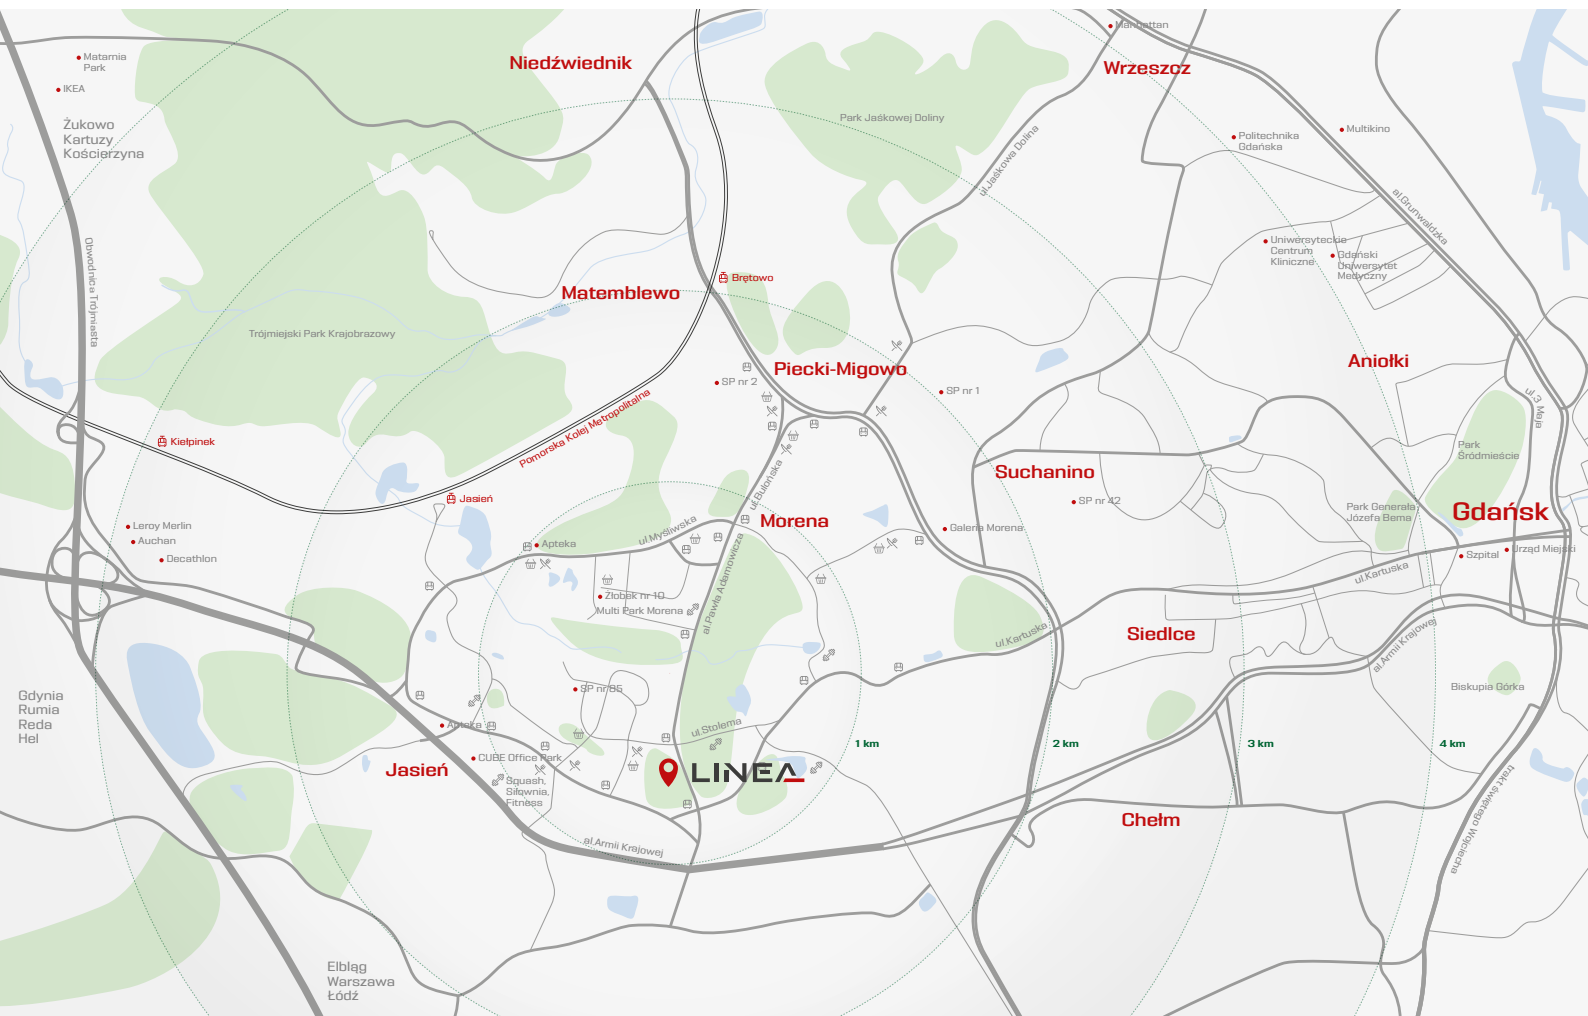 Manhattan
Niedźwiednik
Matarnia
Park
Wrzeszcz
IKEA
Żukowo
Kartuzy
Kościerzyna
Park Jaśkowej Doliny
Politechnika
Gdańska
Multikino
ul.Jaśkowa Dolina
al.Grunwaldzka
Obwodnica Trójmiasta
Uniwersyteckie
Centrum
Kliniczne
Gdański
Uniwersytet
Medyczny
Brętowo
Matemblewo
Trójmiejski Park Krajobrazowy
Piecki-Migowo
Aniołki
SP nr 2
SP nr 1
ul.3 Maja
Pomorska Kolej Metropolitalna
Kiełpinek
Park
Śródmieście
ul.Bulońska
Suchanino
Jasień
SP nr 42
Park Generała
Józefa Bema
Gdańsk
Morena
Leroy Merlin
Auchan
Decathlon
ul.Myśliwska
Galeria Morena
Apteka
Szpital
Urząd Miejski
al.Pawła Adamowicza
ul.Kartuska
Żłobek nr 10
Multi Park Morena
ul.Kartuska
Siedlce
al.Armii Krajowej
Gdynia
Rumia
Reda
Hel
SP nr 85
Biskupia Górka
Apteka
ul.Stolema
1 km
2 km
3 km
4 km
CUBE Office Park
Jasień
LINEA
Squash,
Siłownia,
Fitness
trakt świętego Wojciecha
Chełm
al.Armii Krajowej
Elbląg
Warszawa
Łódź